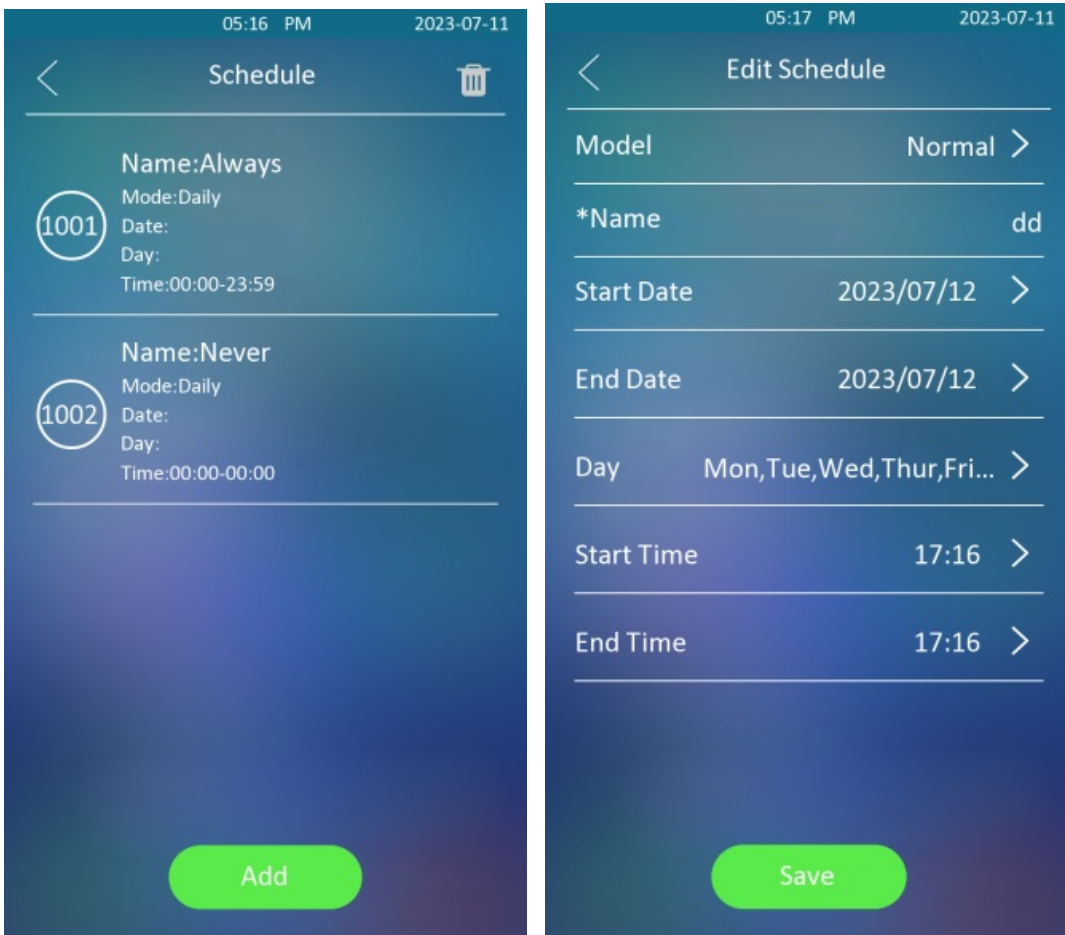 05:16 PM 2023-07-11
Schedule
Name:Always
Mode:Daily
1001
Date:
Day:
Time:00:00-23:59
Name:Never
Mode:Daily
1002
Date:
Day:
Time:00:00-00:00
Add
05:17 PM 2023-07-11
Edit Schedule
Model Normal
*Name dd
Start Date 2023/07/12
End Date 2023/07/12
Day Mon,Tue,Wed,Thur,Fri...
Start Time 17:16
End Time 17:16
Save